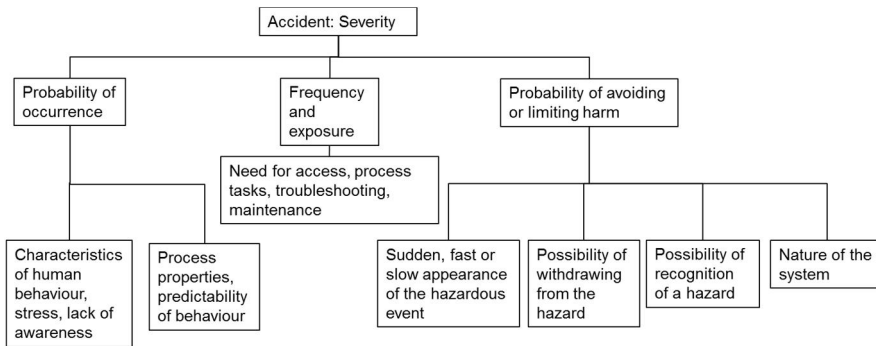 Accident: Severity
Probability of
occurrence
Frequency
and
exposure
Probability of avoiding
or limiting harm
Need for access, process
tasks, troubleshooting,
maintenance
Characteristics
of human
behaviour,
stress, lack of
awareness
Process
properties,
predictability
of behaviour
Sudden, fast or
slow appearance
of the hazardous
event
Possibility of
withdrawing
from the
hazard
Possibility of
recognition
of a hazard
Nature of the
system